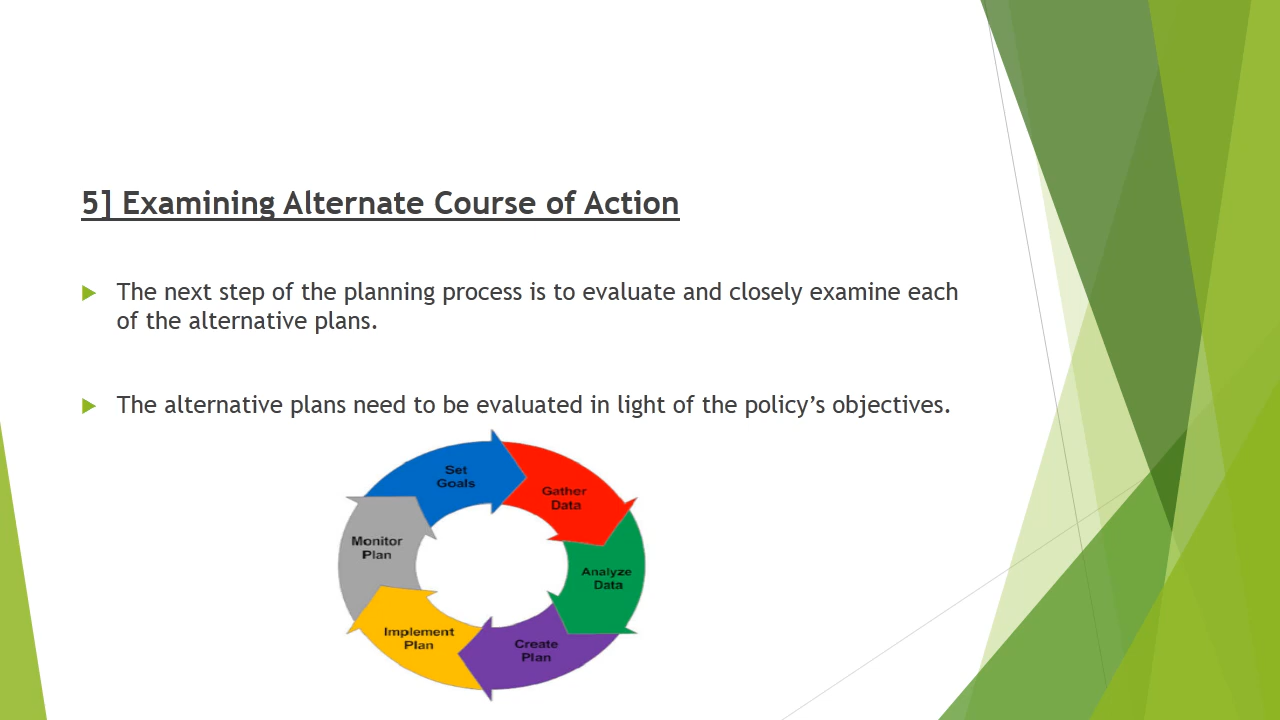 5] Examining Alternate Course of Action
The next step of the planning process is to evaluate and closely examine each
of the alternative plans.
The alternative plans need to be evaluated in light of the policy’s objectives.
Set
Goals
Gather
Data
Analyze
Data
Create
Plan
Implement
Plan
Monitor
Plan